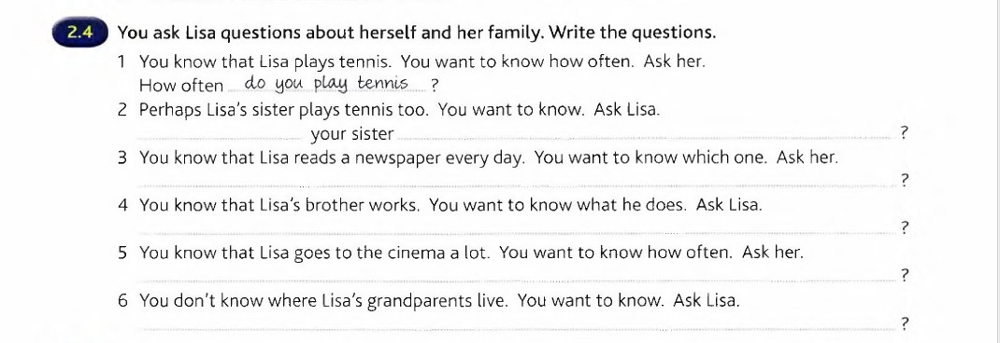 2.4 You ask Lisa questions about herself and her family. Write the questions.
1 You know that Lisa plays tennis. You want to know how often. Ask her.
How often do you play tennis ?
2 Perhaps Lisa's sister plays tennis too. You want to know. Ask Lisa.
your sister ?
3 You know that Lisa reads a newspaper every day. You want to know which one. Ask her.
?
4 You know that Lisa's brother works. You want to know what he does. Ask Lisa.
?
5 You know that Lisa goes to the cinema a lot. You want to know how often. Ask her.
?
6 You don't know where Lisa's grandparents live. You want to know. Ask Lisa.
?